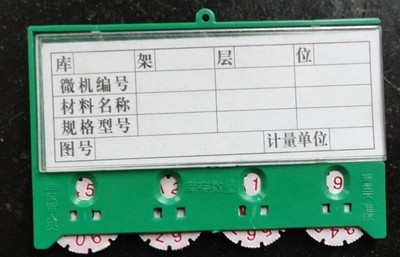 库 架 层 位
微机编号
材料名称
规格型号
图号 计量单位
5 2 1 9
库存数量